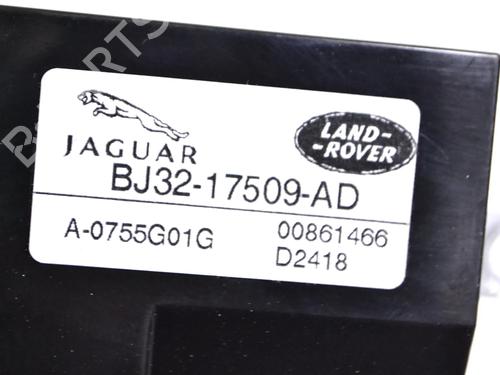 JAGUAR
LAND-
-ROVER
BJ32-17509-AD
A-0755G01G
00861466
D2418